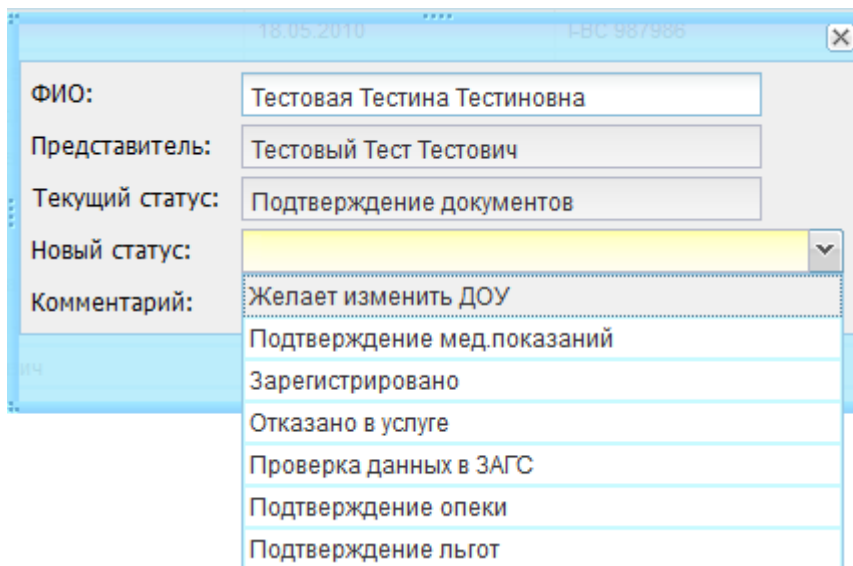 18.05.2010 I-ВС 987986
ФИО: Тестовая Тестина Тестиновна
Представитель: Тестовый Тест Тестович
Текущий статус: Подтверждение документов
Новый статус:
Комментарий: Желает изменить ДОУ
Подтверждение мед.показаний
ич
Зарегистрировано
Отказано в услуге
Проверка данных в ЗАГС
Подтверждение опеки
Подтверждение льгот